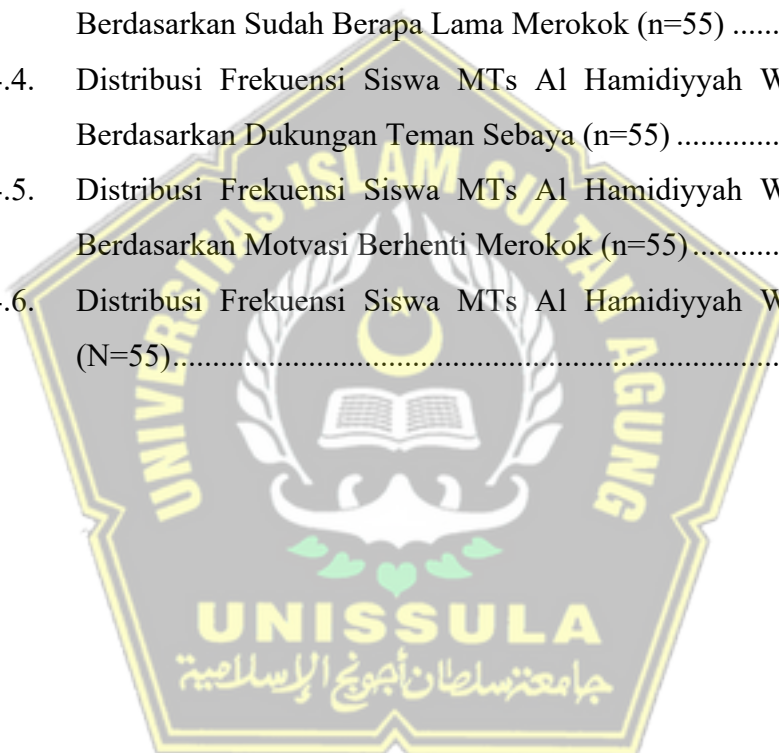 Berdasarkan Sudah Berapa Lama Merokok (n=55) .......
.4. Distribusi Frekuensi Siswa MTs Al Hamidiyyah W
Berdasarkan Dukungan Teman Sebaya (n=55) ..............
.5. Distribusi Frekuensi Siswa MTs Al Hamidiyyah W
Berdasarkan Motvasi Berhenti Merokok (n=55) ............
.6. Distribusi Frekuensi Siswa MTs Al Hamidiyyah W
(N=55)................................................................................
UNIVERSITAS ISLAM SULTAN AGUNG
UNISSULA
جامعة سلطان أجونج الإسلامية